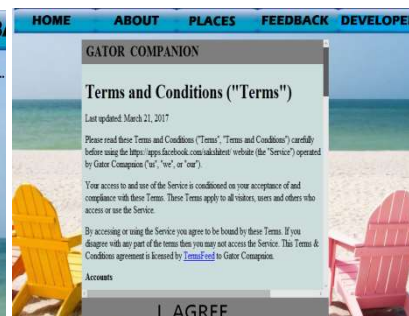 HOME ABOUT PLACES FEEDBACK DEVELOPE
GATOR COMPANION
Terms and Conditions ("Terms")
Last updated: March 21, 2017
Please read these Terms and Conditions ("Terms", "Terms and Conditions") carefully
before using the https://apps.facebook.com/sakshitest/ website (the "Service") operated
by Gator Comapnion ("us", "we", or "our").
Your access to and use of the Service is conditioned on your acceptance of and
compliance with these Terms. These Terms apply to all visitors, users and others who
access or use the Service.
By accessing or using the Service you agree to be bound by these Terms. If you
disagree with any part of the terms then you may not access the Service. This Terms &
Conditions agreement is licensed by TermsFeed to Gator Comapnion.
Accounts
I AGREE